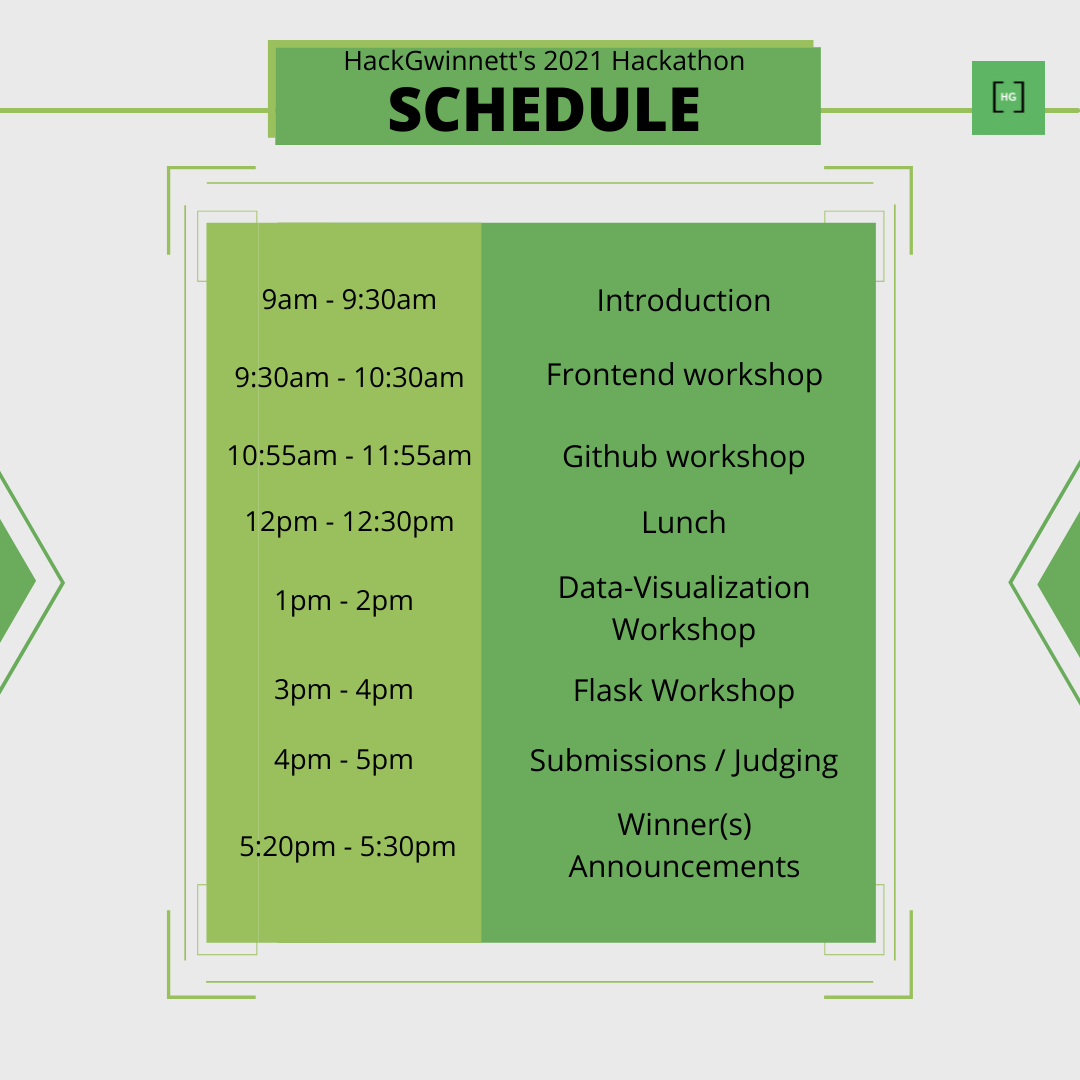 HackGwinnett's 2021 Hackathon
SCHEDULE
[HG]
9am - 9:30am Introduction
9:30am - 10:30am Frontend workshop
10:55am - 11:55am Github workshop
12pm - 12:30pm Lunch
1pm - 2pm Data-Visualization
Workshop
3pm - 4pm Flask Workshop
4pm - 5pm Submissions / Judging
5:20pm - 5:30pm Winner(s)
Announcements